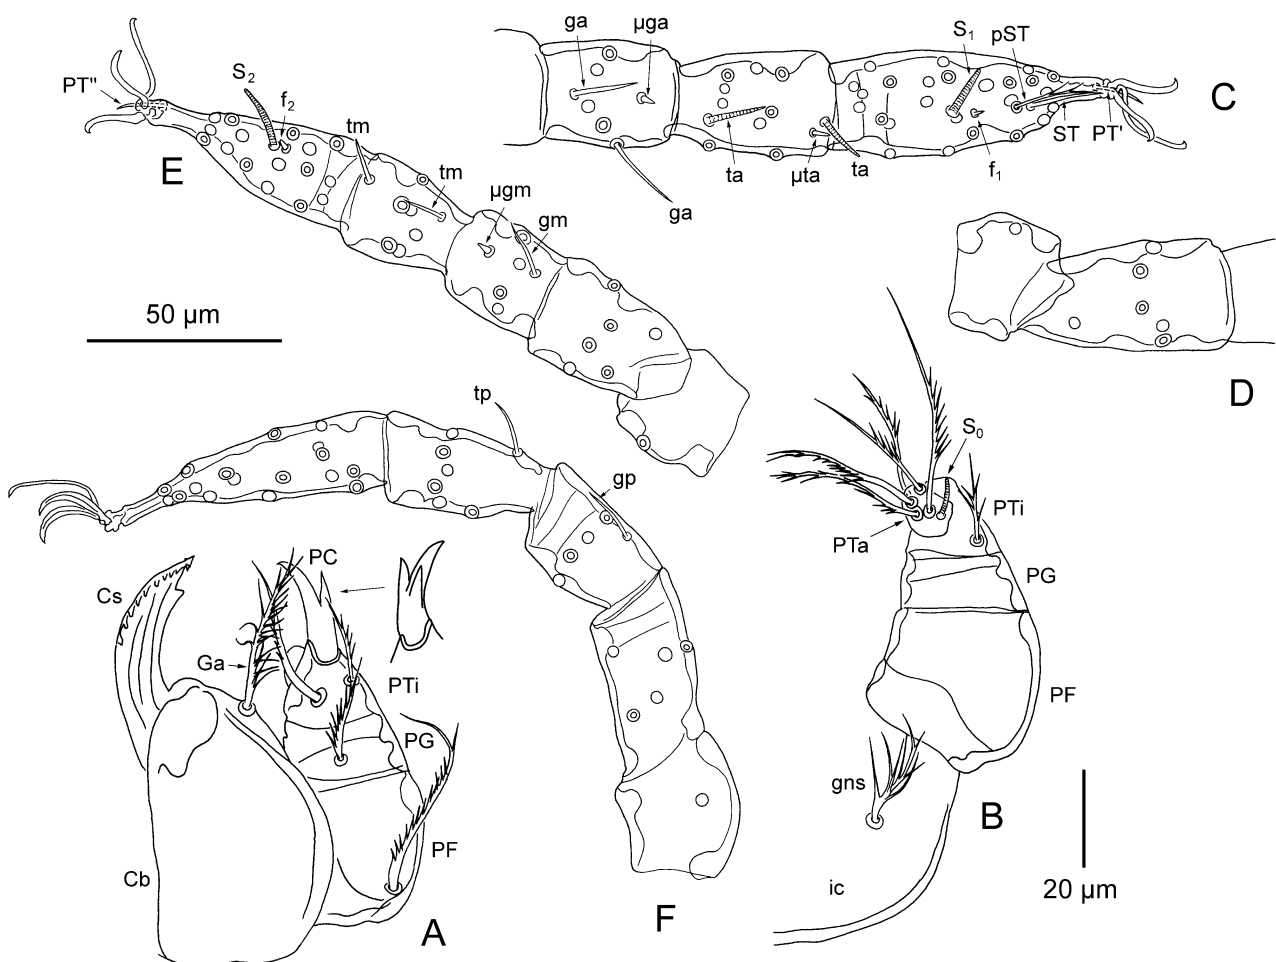 ga
µga
S1
pST
C
PT"
S2
f2
tm
E
ta
µta
ta
f1
ST
PT'
tm
µgm
gm
ga
50 µm
D
tp
gp
S0
PTi
PTa
PG
PC
Cs
Ga
PTi
PG
PF
gns
B
Cb
PF
ic
20 µm
A
F